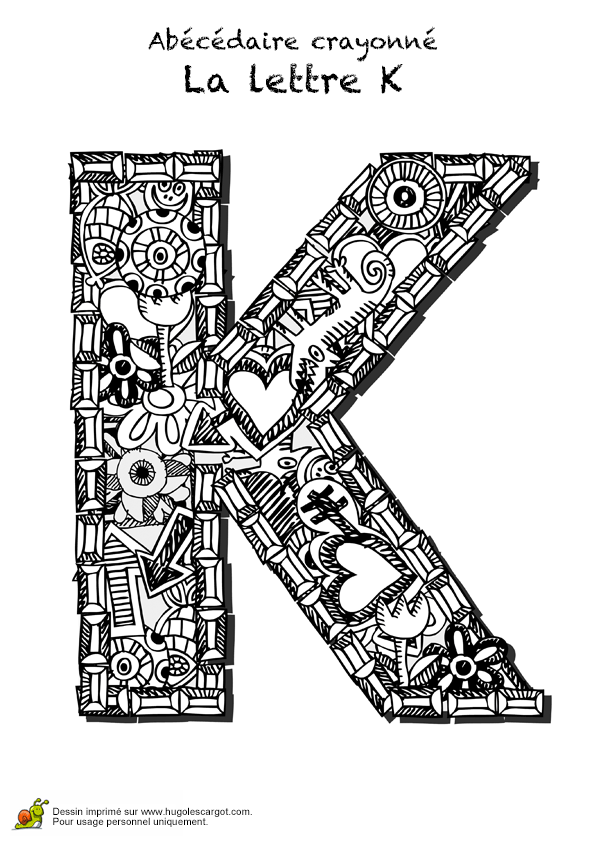 Abécédaire crayonné
La lettre K
K
Dessin imprimé sur www.hugolescargot.com.
Pour usage personnel uniquement.